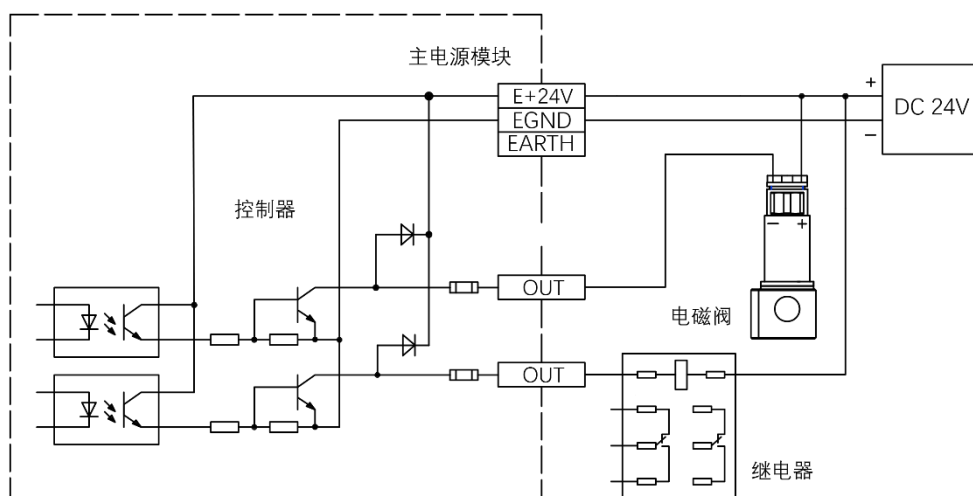 主电源模块
E+24V
EGND
EARTH
+
−
DC 24V
控制器
− +
OUT
电磁阀
OUT
继电器